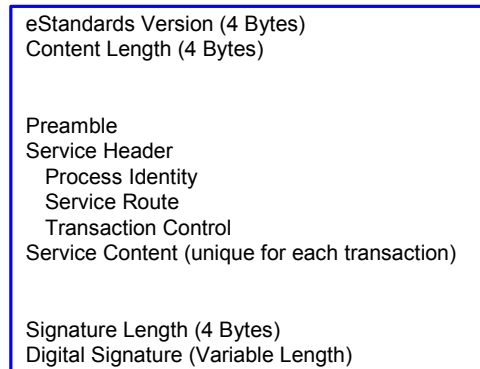 eStandards Version (4 Bytes)
Content Length (4 Bytes)
Preamble
Service Header
Process Identity
Service Route
Transaction Control
Service Content (unique for each transaction)
Signature Length (4 Bytes)
Digital Signature (Variable Length)